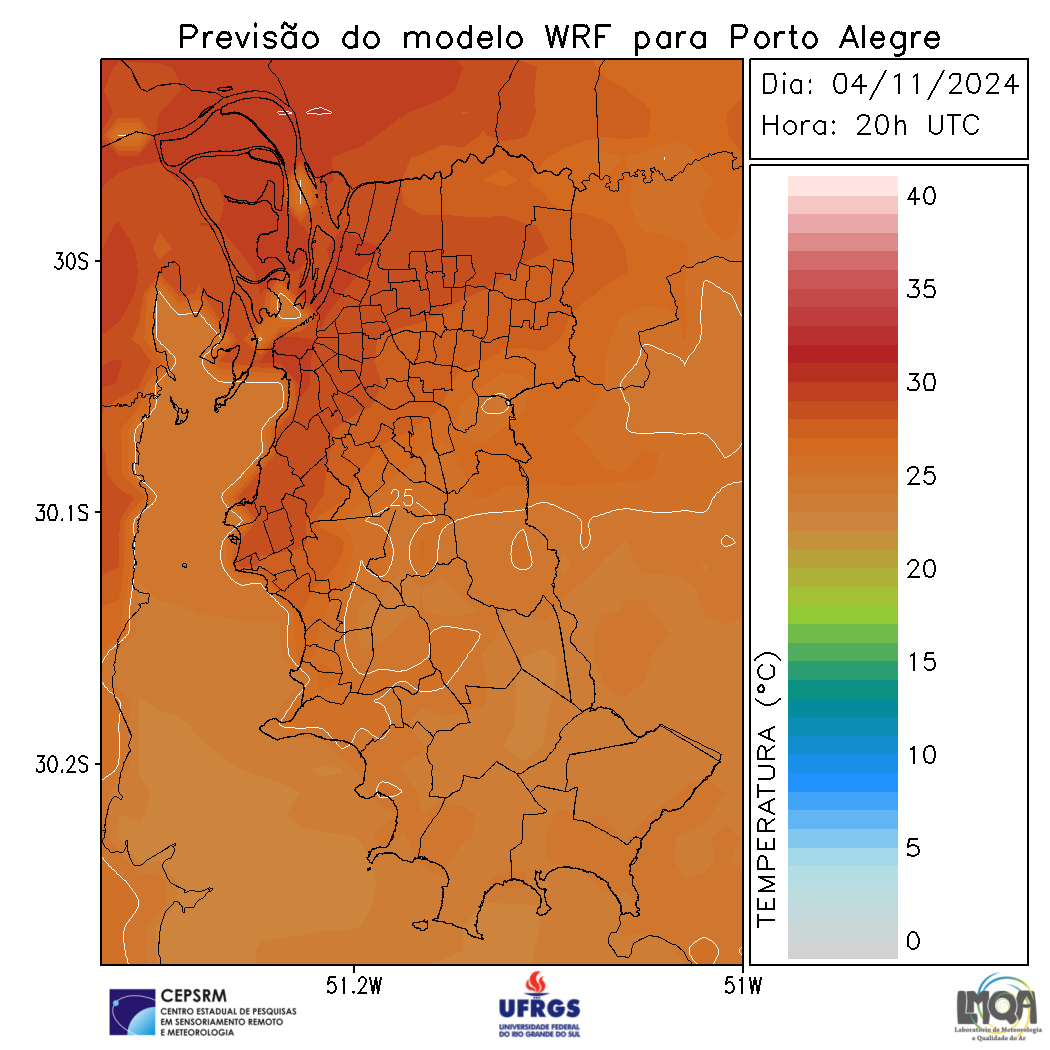 Previsão do modelo WRF para Porto Alegre
Dia: 04/11/2024
Hora: 20h UTC
40
35
30
25
20
15
10
5
0
TEMPERATURA (°C)
30S
30.1S
30.2S
25
51.2W
51W
CEPSRM
CENTRO ESTADUAL DE PESQUISAS
EM SENSORIAMENTO REMOTO
E METEOROLOGIA
UFRGS
UNIVERSIDADE FEDERAL
DO RIO GRANDE DO SUL
LMQA
Laboratório de Meteorologia
e Qualidade do Ar